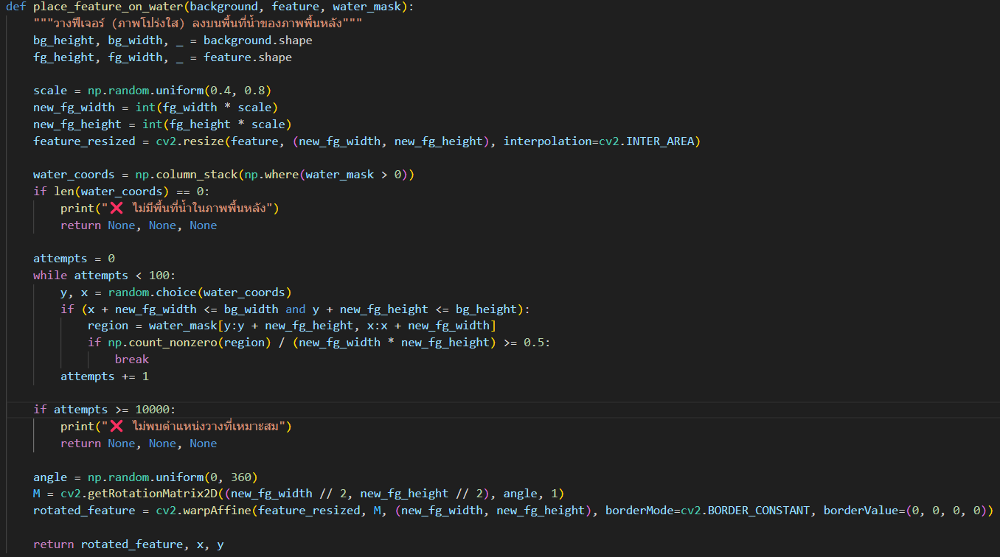 def place_feature_on_water(background, feature, water_mask):
    """วางฟีเจอร์ (ภาพโปร่งใส) ลงบนพื้นที่น้ำของภาพพื้นหลัง"""
    bg_height, bg_width, _ = background.shape
    fg_height, fg_width, _ = feature.shape
    scale = np.random.uniform(0.4, 0.8)
    new_fg_width = int(fg_width * scale)
    new_fg_height = int(fg_height * scale)
    feature_resized = cv2.resize(feature, (new_fg_width, new_fg_height), interpolation=cv2.INTER_AREA)
    water_coords = np.column_stack(np.where(water_mask > 0))
    if len(water_coords) == 0:
        print("❌ ไม่มีพื้นที่น้ำในภาพพื้นหลัง")
        return None, None, None
    attempts = 0
    while attempts < 100:
        y, x = random.choice(water_coords)
        if (x + new_fg_width <= bg_width and y + new_fg_height <= bg_height):
            region = water_mask[y:y + new_fg_height, x:x + new_fg_width]
            if np.count_nonzero(region) / (new_fg_width * new_fg_height) >= 0.5:
                break
        attempts += 1
    if attempts >= 10000:
        print("❌ ไม่พบตำแหน่งวางที่เหมาะสม")
        return None, None, None
    angle = np.random.uniform(0, 360)
    M = cv2.getRotationMatrix2D((new_fg_width // 2, new_fg_height // 2), angle, 1)
    rotated_feature = cv2.warpAffine(feature_resized, M, (new_fg_width, new_fg_height), borderMode=cv2.BORDER_CONSTANT, borderValue=(0, 0, 0, 0))
    return rotated_feature, x, y